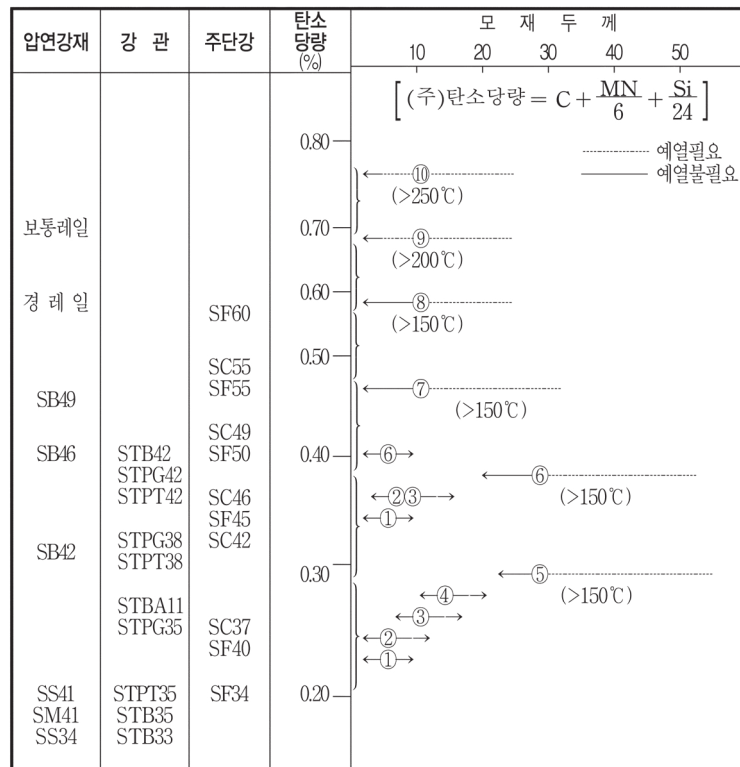 압연강재 강 관 주단강 탄소당량(%) 모 재 두 께
10 20 30 40 50
[ (주)탄소당량 = C + MN/6 + Si/24 ]
0.80
예열필요
예열불필요
⑩
(>250℃)
보통레일 0.70
⑨
(>200℃)
경 레 일 0.60
⑧
SF60
(>150℃)
0.50
SC55
SF55 ⑦
SB49
(>150℃)
SC49
SB46 STB42 SF50 0.40 ⑥
STPG42 ⑥
STPT42 SC46 ②③ (>150℃)
SF45 ①
STPG38 SC42
SB42
STPT38
0.30 ⑤
④ (>150℃)
STBA11
③
STPG35 SC37
②
SF40
①
SS41 STPT35 SF34 0.20
SM41 STB35
SS34 STB33